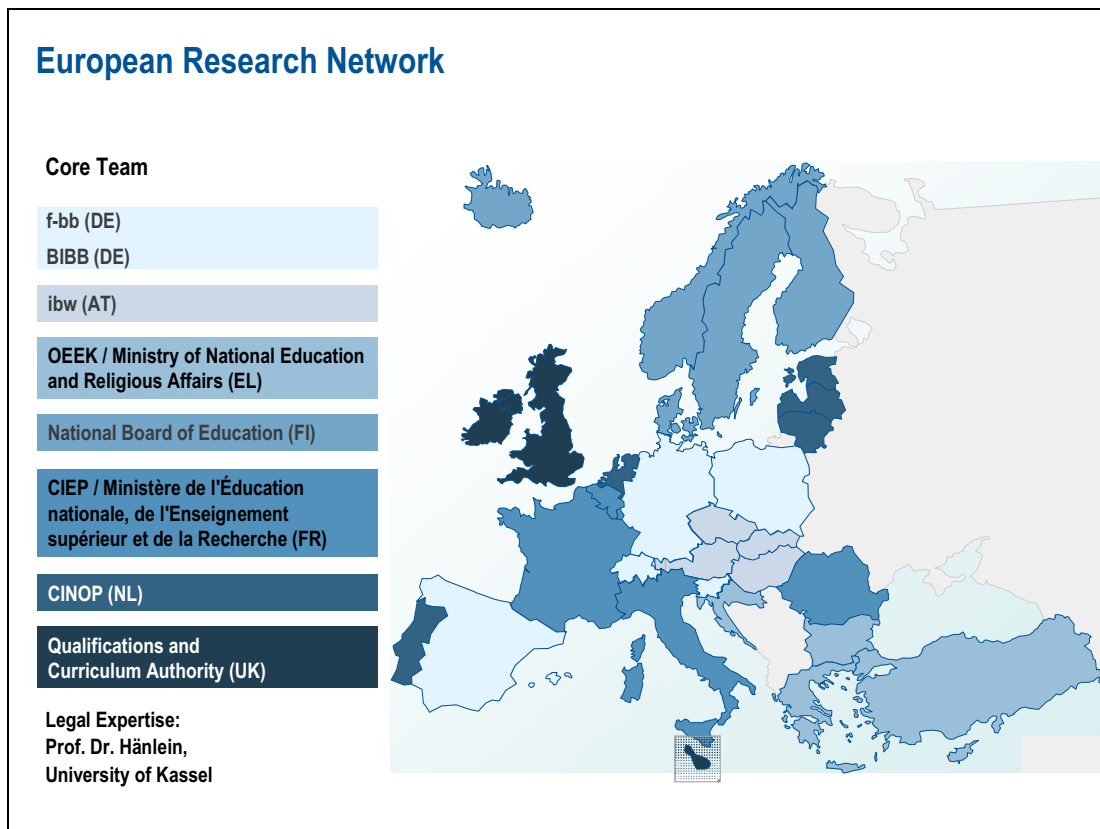 European Research Network
Core Team
f-bb (DE)
BIBB (DE)
ibw (AT)
OEEK / Ministry of National Education
and Religious Affairs (EL)
National Board of Education (FI)
CIEP / Ministère de l'Éducation
nationale, de l'Enseignement
supérieur et de la Recherche (FR)
CINOP (NL)
Qualifications and
Curriculum Authority (UK)
Legal Expertise:
Prof. Dr. Hänlein,
University of Kassel